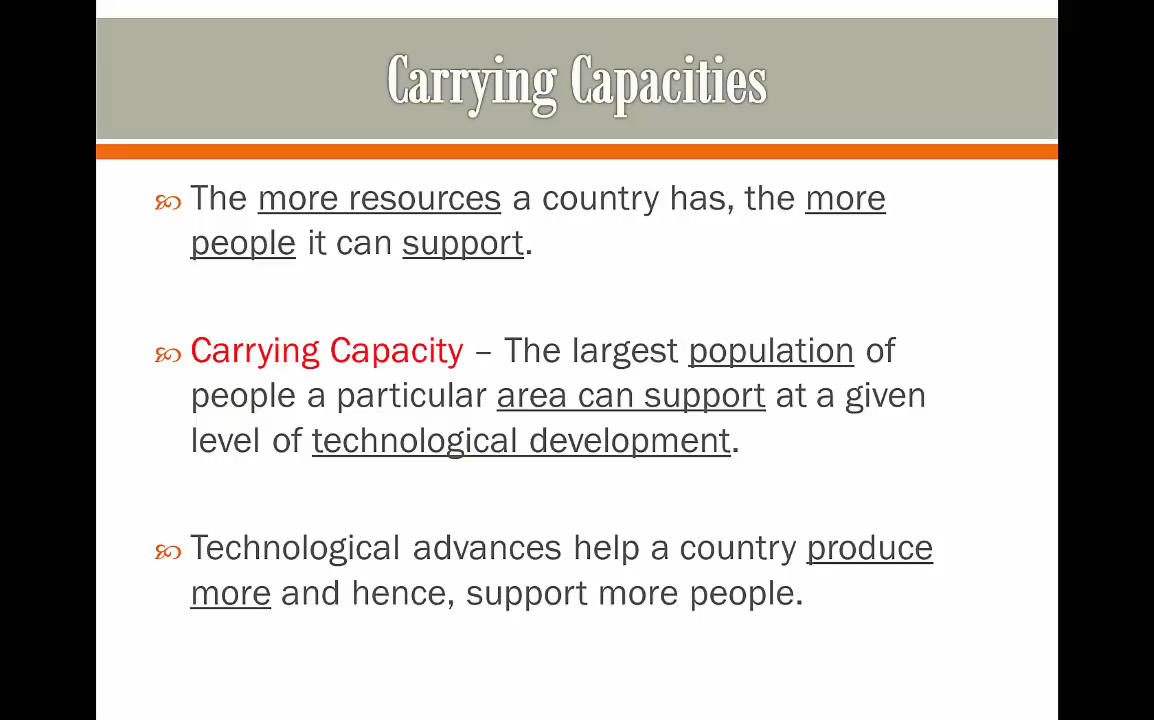 Carrying Capacities
The more resources a country has, the more
people it can support.
Carrying Capacity – The largest population of
people a particular area can support at a given
level of technological development.
Technological advances help a country produce
more and hence, support more people.